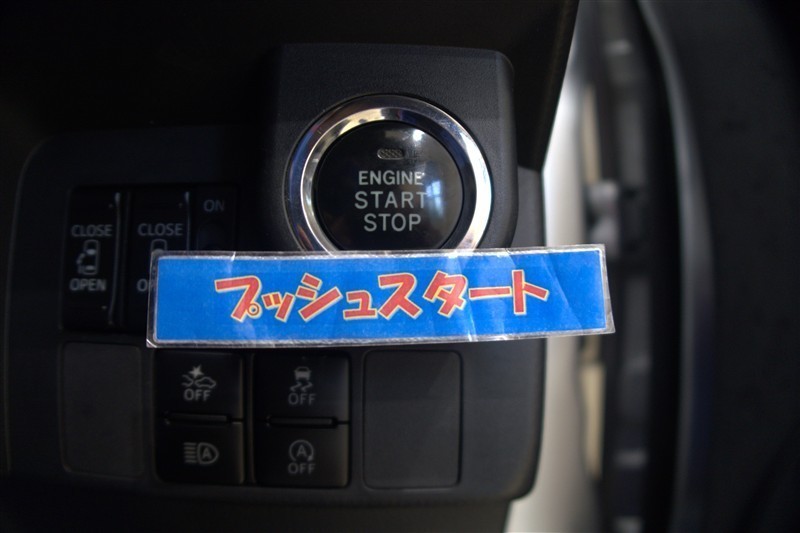 ENGINE
START
STOP
ON
CLOSE
CLOSE
OPEN
プッシュスタート
OFF
OFF
A
OFF